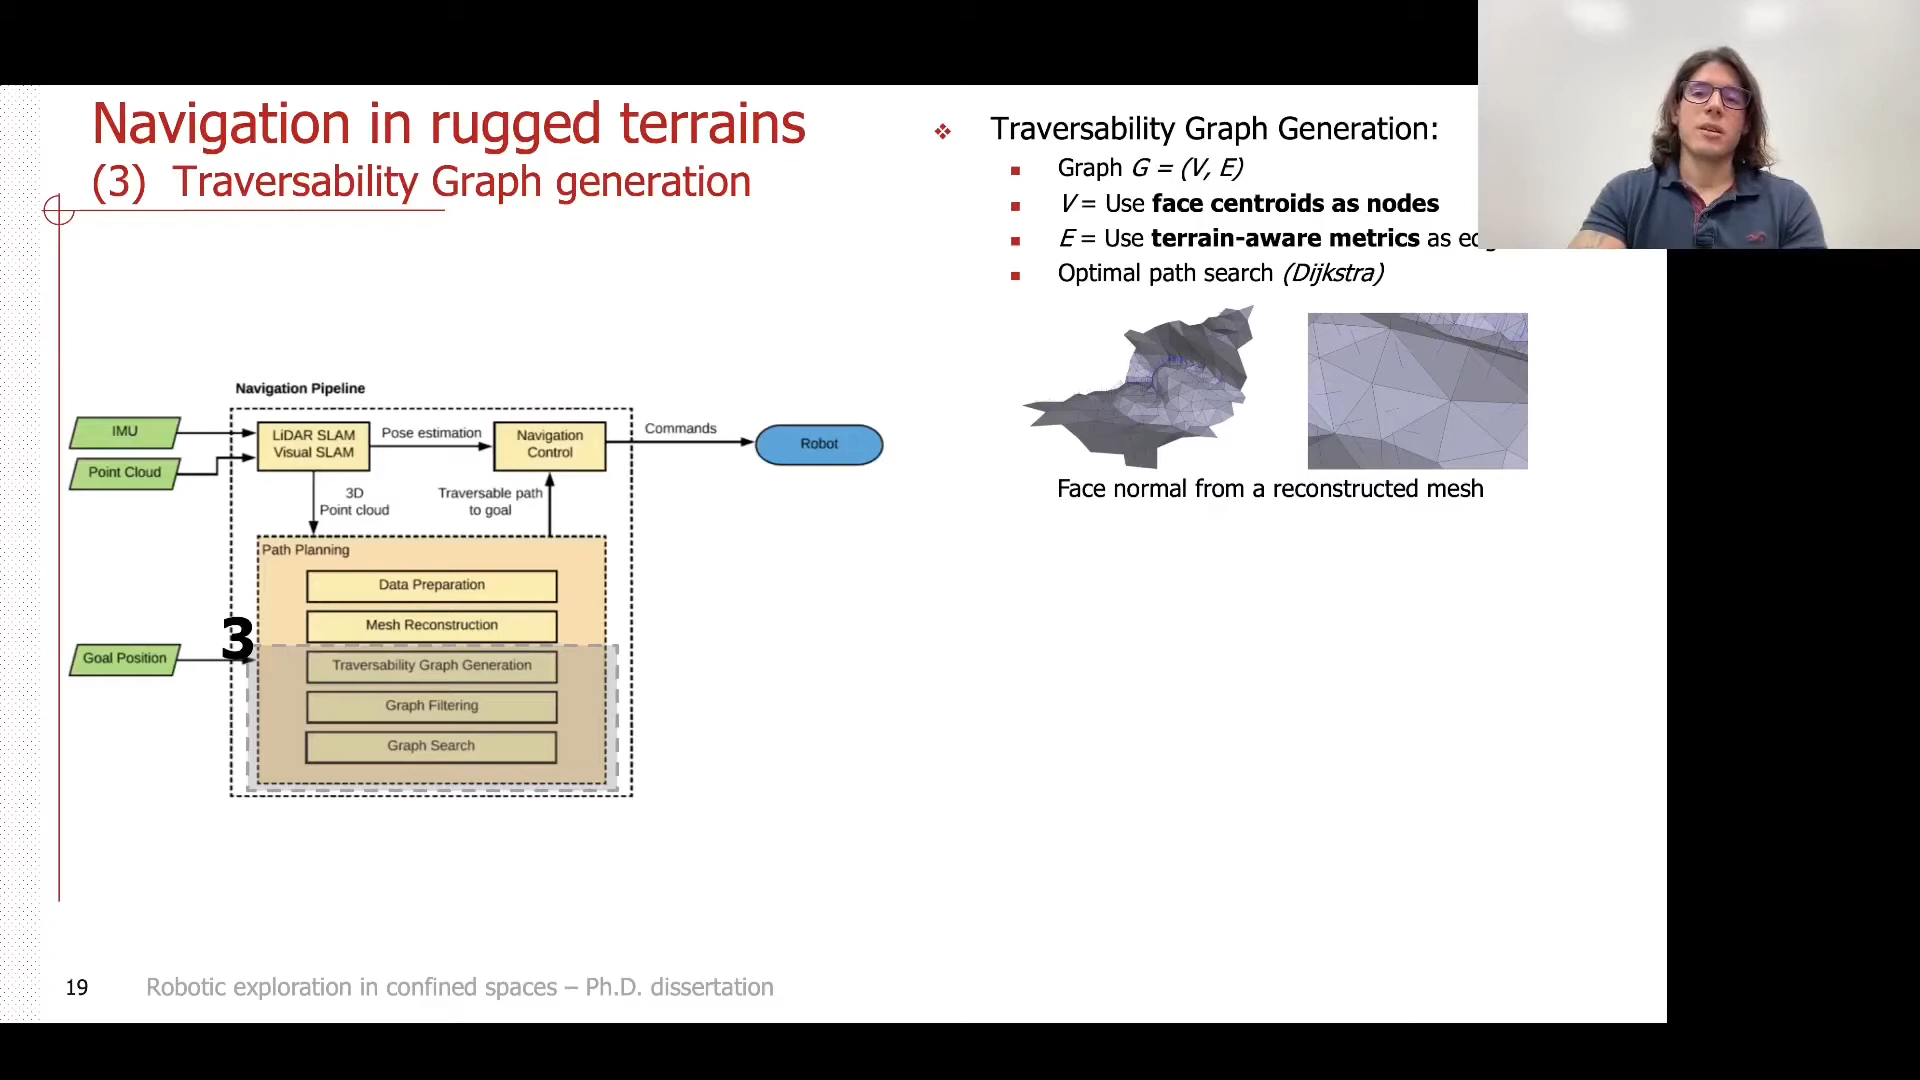 Navigation in rugged terrains
(3) Traversability Graph generation
❖ Traversability Graph Generation:
▪ Graph G = (V, E)
▪ V = Use face centroids as nodes
▪ E = Use terrain-aware metrics as
▪ Optimal path search (Dijkstra)
Face normal from a reconstructed mesh
Navigation Pipeline
IMU
Point Cloud
LiDAR SLAM
Visual SLAM
Pose estimation
Navigation
Control
Commands
Robot
3D
Point cloud
Traversable path
to goal
Path Planning
Data Preparation
Mesh Reconstruction
3
Goal Position
Traversability Graph Generation
Graph Filtering
Graph Search
19
Robotic exploration in confined spaces – Ph.D. dissertation